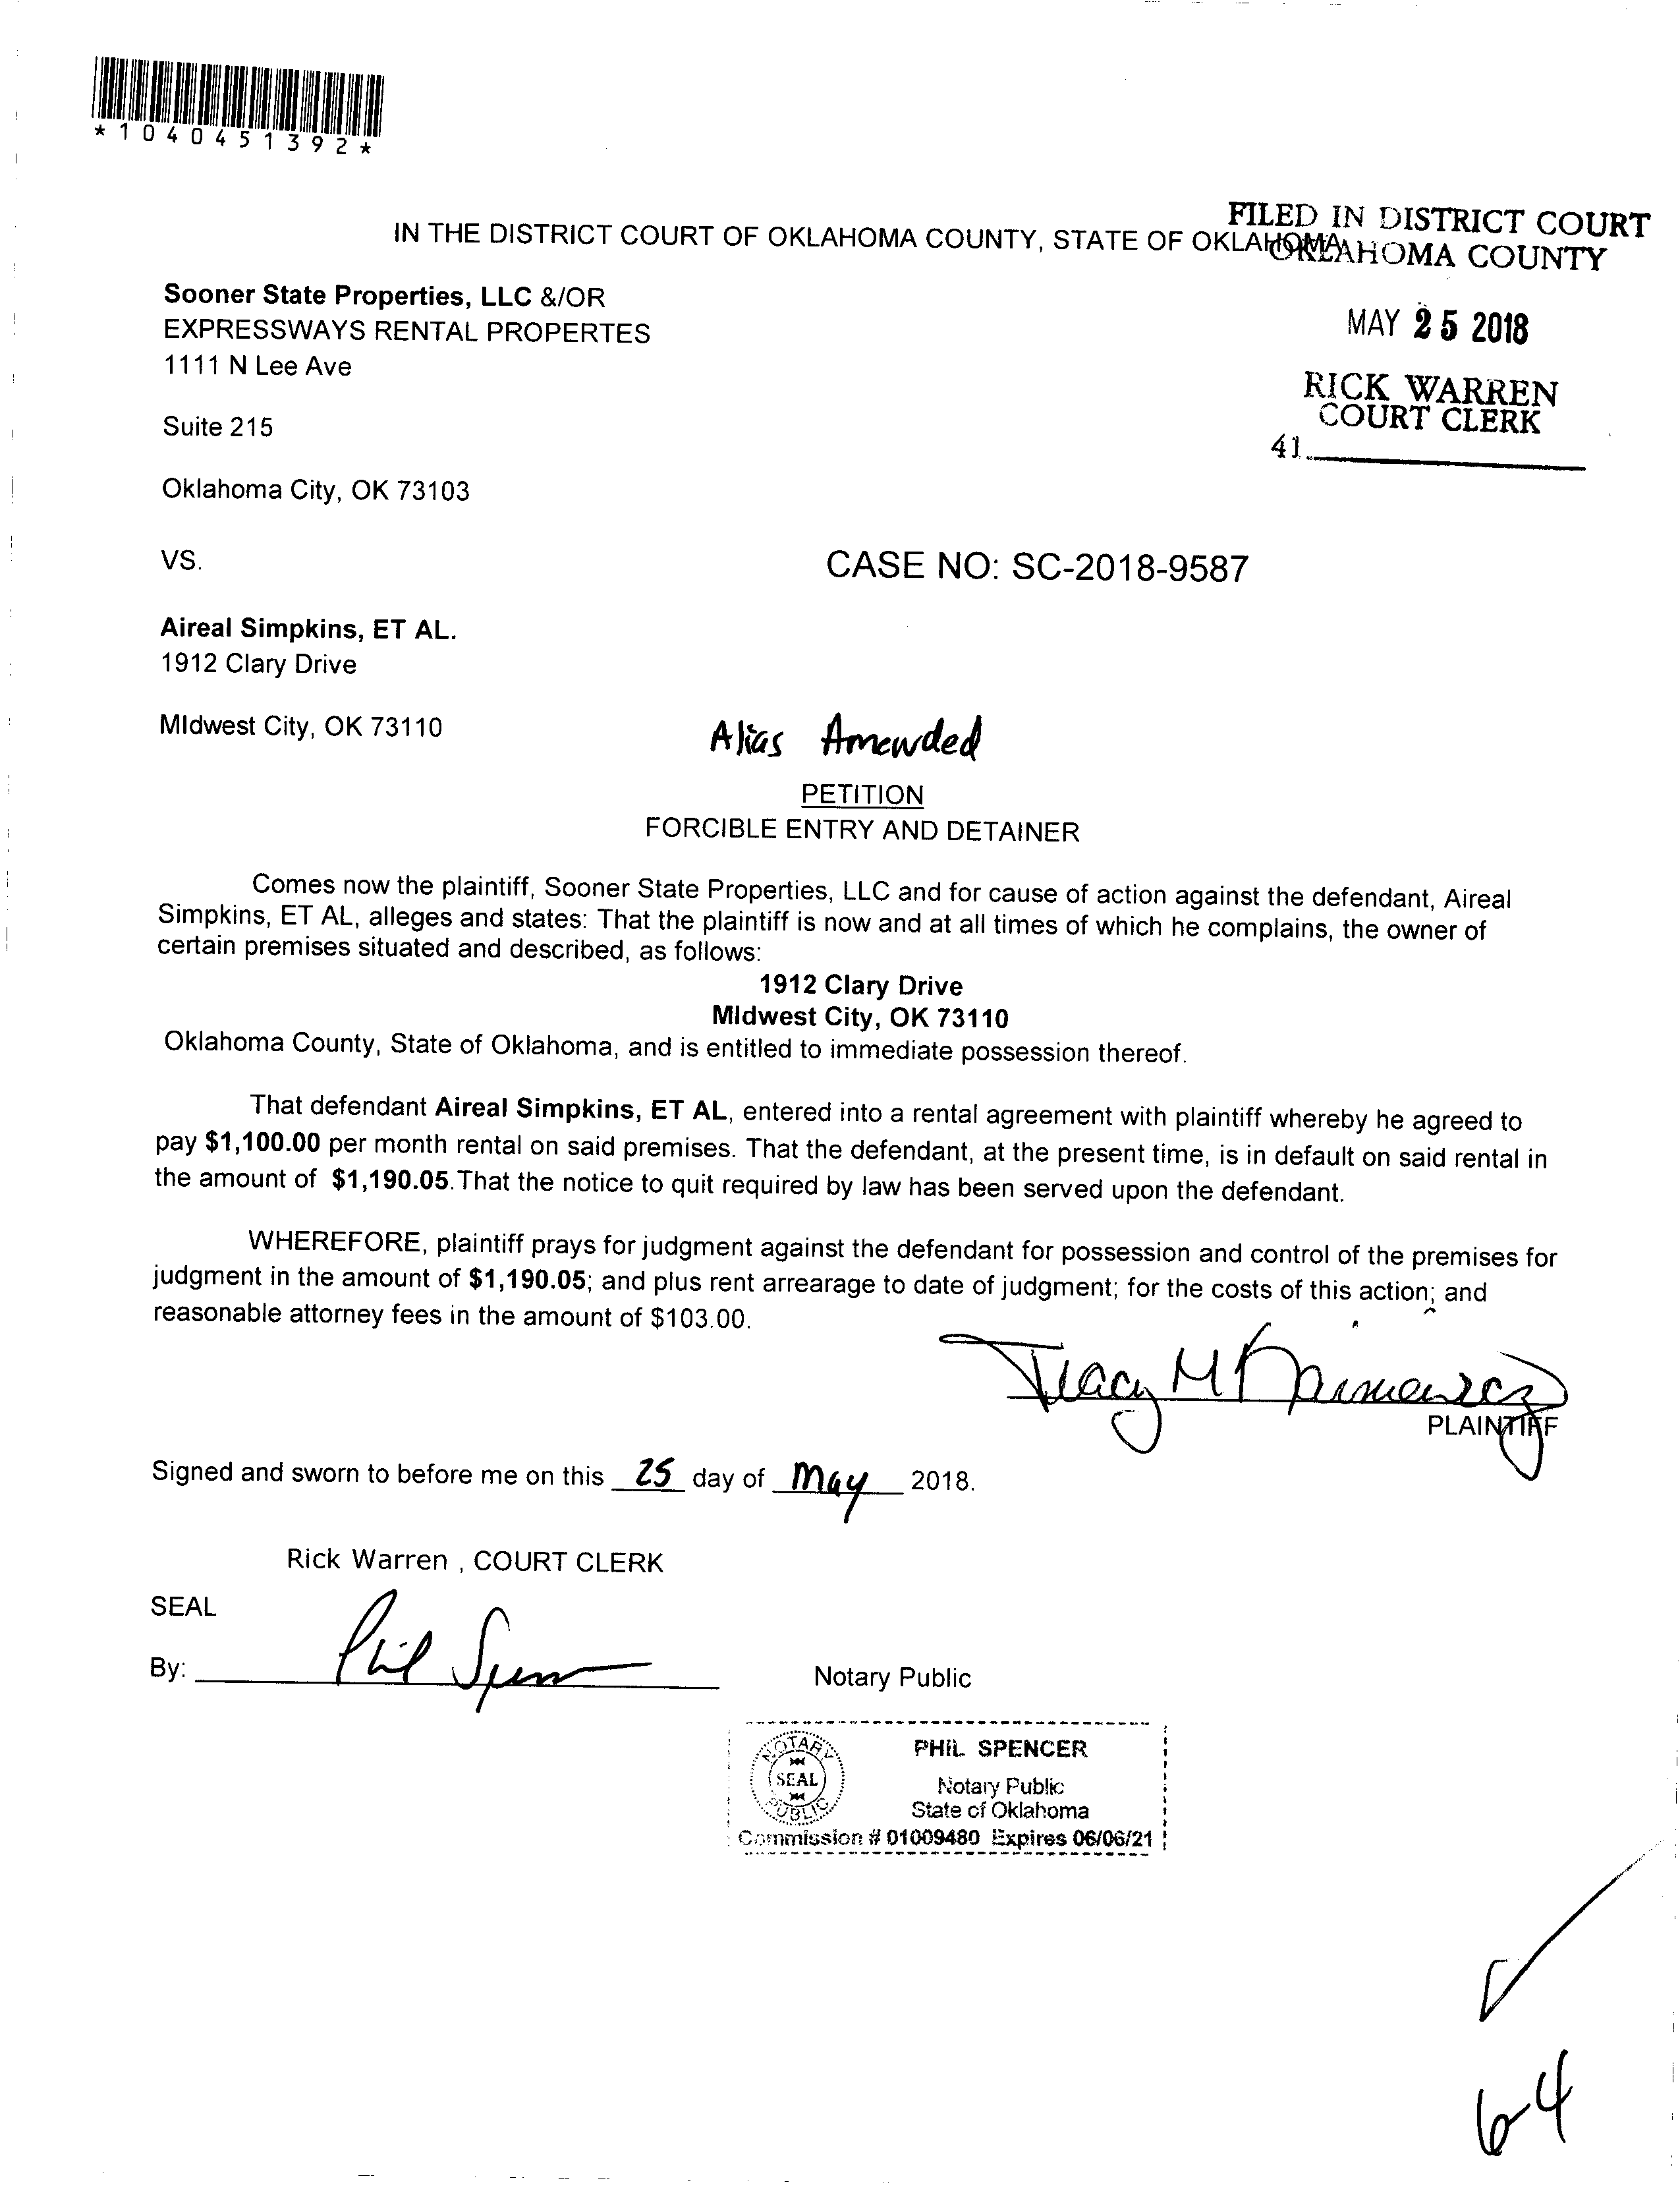 *1040451392*
FILED IN DISTRICT COURT
OKLAHOMA COUNTY
IN THE DISTRICT COURT OF OKLAHOMA COUNTY, STATE OF OKLAHOMA
Sooner State Properties, LLC &/OR
EXPRESSWAYS RENTAL PROPERTES
1111 N Lee Ave
MAY 25 2018
RICK WARREN
COURT CLERK
41
Suite 215
Oklahoma City, OK 73103
VS.
CASE NO: SC-2018-9587
Aireal Simpkins, ET AL.
1912 Clary Drive
MIdwest City, OK 73110
Alias Amended
PETITION
FORCIBLE ENTRY AND DETAINER
Comes now the plaintiff, Sooner State Properties, LLC and for cause of action against the defendant, Aireal
Simpkins, ET AL, alleges and states: That the plaintiff is now and at all times of which he complains, the owner of
certain premises situated and described, as follows:
1912 Clary Drive
MIdwest City, OK 73110
Oklahoma County, State of Oklahoma, and is entitled to immediate possession thereof.
That defendant Aireal Simpkins, ET AL, entered into a rental agreement with plaintiff whereby he agreed to
pay $1,100.00 per month rental on said premises. That the defendant, at the present time, is in default on said rental in
the amount of $1,190.05.That the notice to quit required by law has been served upon the defendant.
WHEREFORE, plaintiff prays for judgment against the defendant for possession and control of the premises for
judgment in the amount of $1,190.05; and plus rent arrearage to date of judgment; for the costs of this action; and
reasonable attorney fees in the amount of $103.00.
Tracy M
PLAINTIFF
Signed and sworn to before me on this 25 day of May 2018.
Rick Warren , COURT CLERK
SEAL
By: Phil Spencer
Notary Public
NOTARY
SEAL
PUBLIC
PHIL SPENCER
Notary Public
State of Oklahoma
Commission # 01009480 Expires 06/06/21
6-4